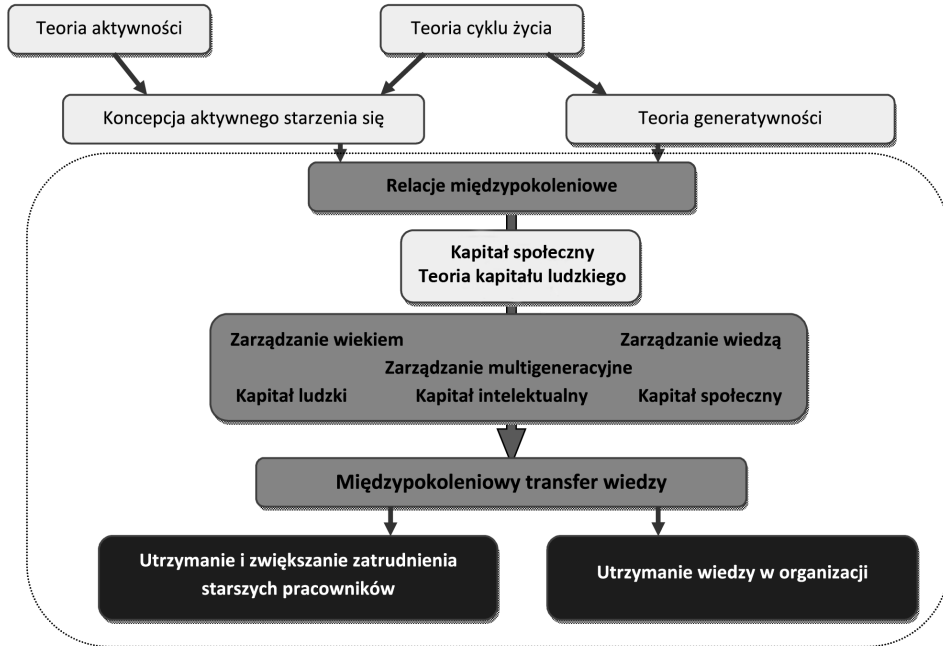 Teoria aktywności
Teoria cyklu życia
Koncepcja aktywnego starzenia się
Teoria generatywności
Relacje międzypokoleniowe
Kapitał społeczny
Teoria kapitału ludzkiego
Zarządzanie wiekiem
Zarządzanie wiedzą
Zarządzanie multigeneracyjne
Kapitał ludzki
Kapitał intelektualny
Kapitał społeczny
Międzypokoleniowy transfer wiedzy
Utrzymanie i zwiększanie zatrudnienia
starszych pracowników
Utrzymanie wiedzy w organizacji